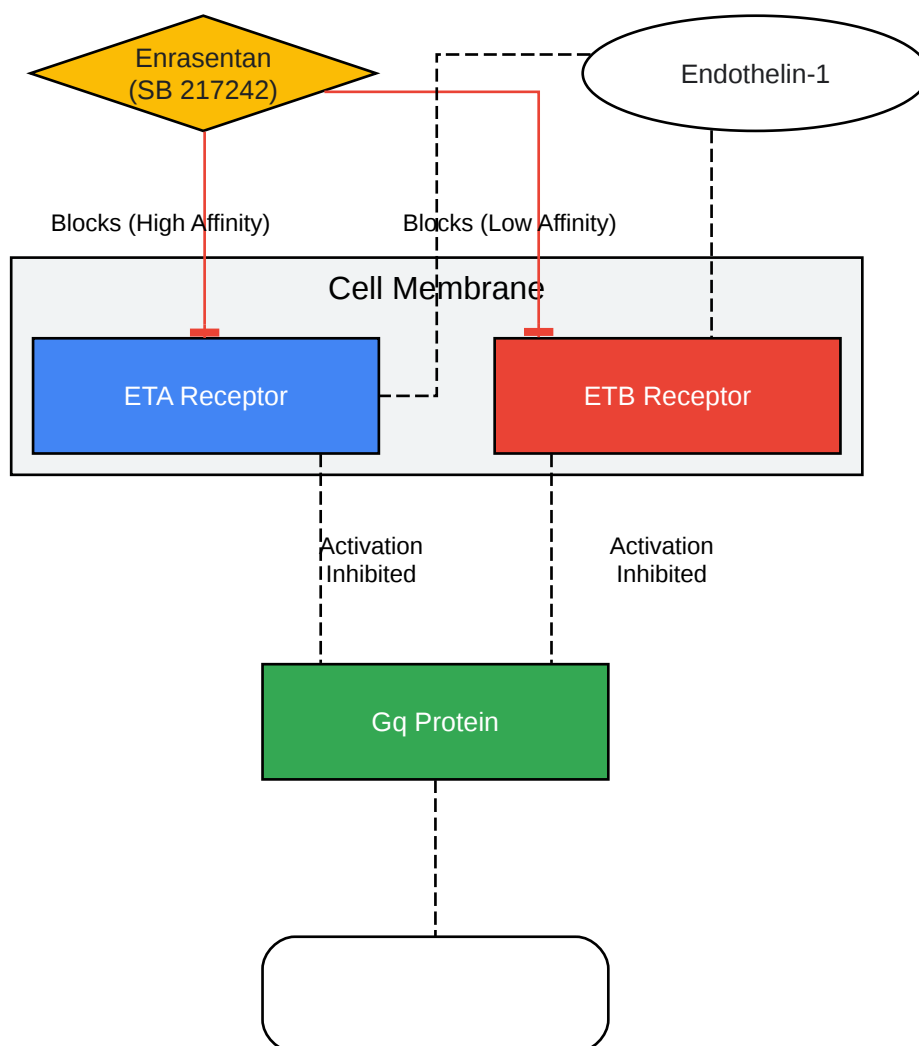 Enrasentan
(SB 217242)
Endothelin-1
Blocks (High Affinity)
Blocks (Low Affinity)
Cell Membrane
ETA Receptor
ETB Receptor
Activation
Inhibited
Activation
Inhibited
Gq Protein